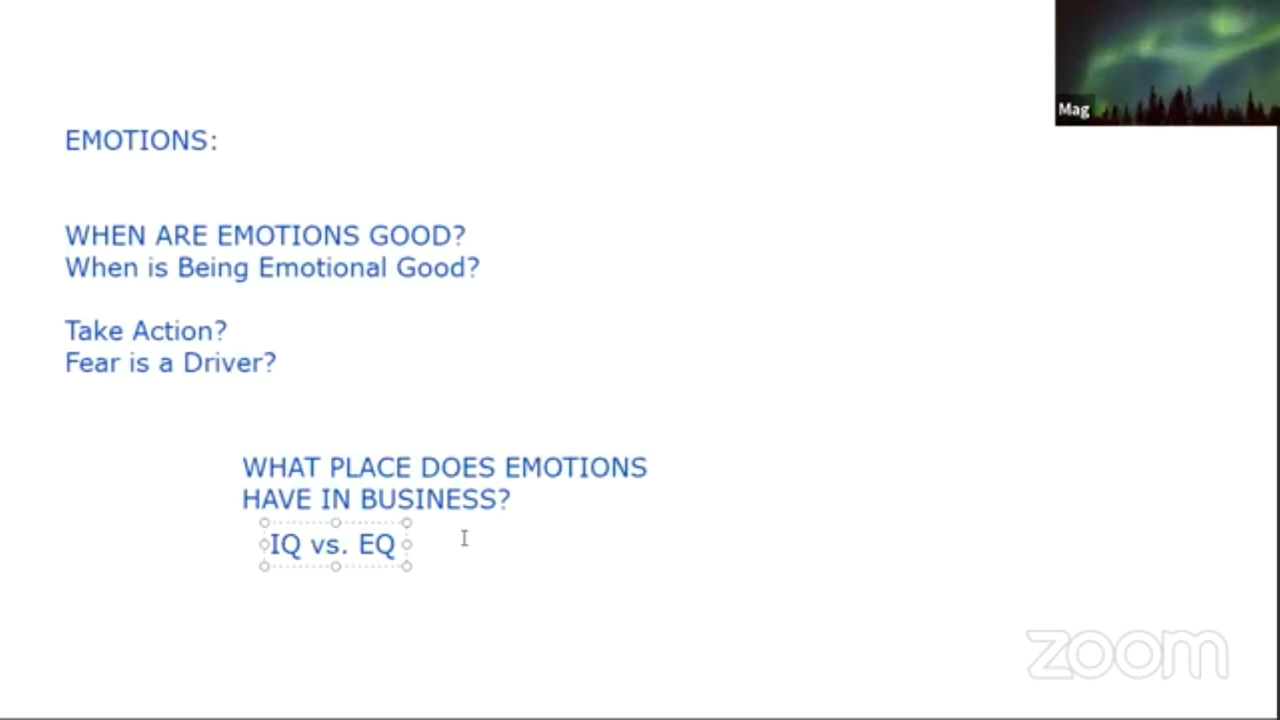 Mag
EMOTIONS:
WHEN ARE EMOTIONS GOOD?
When is Being Emotional Good?
Take Action?
Fear is a Driver?
WHAT PLACE DOES EMOTIONS
HAVE IN BUSINESS?
IQ vs. EQ
zoom